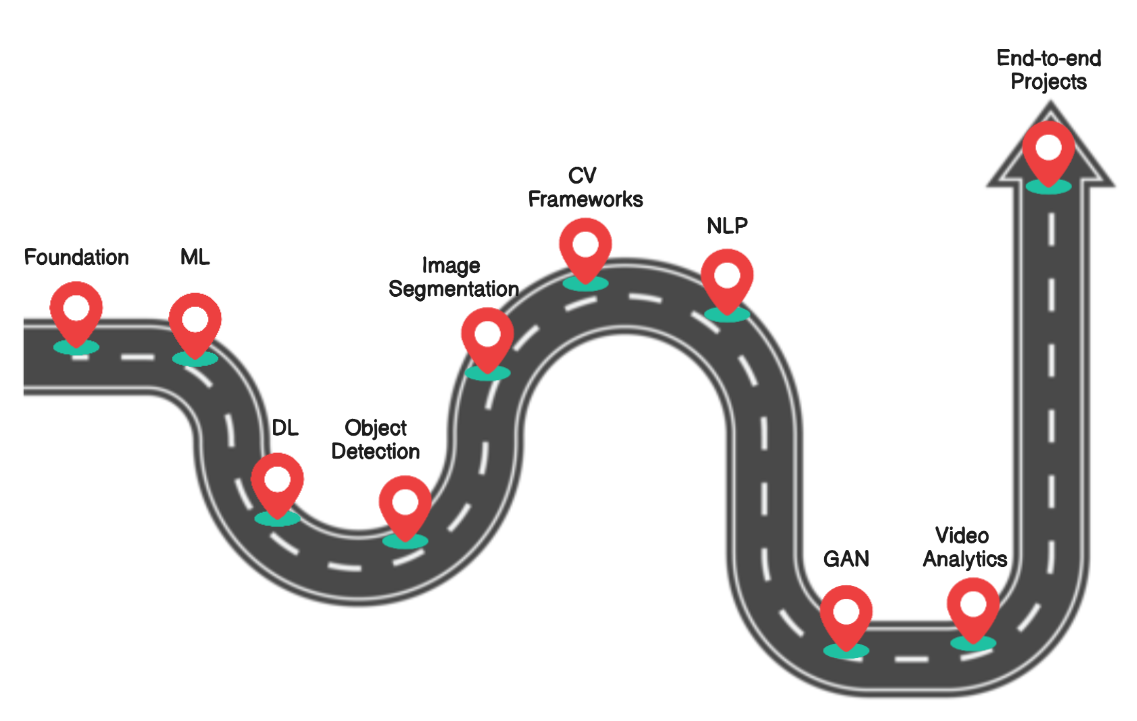 Foundation
ML
DL
Object
Detection
Image
Segmentation
CV
Frameworks
NLP
GAN
Video
Analytics
End-to-end
Projects